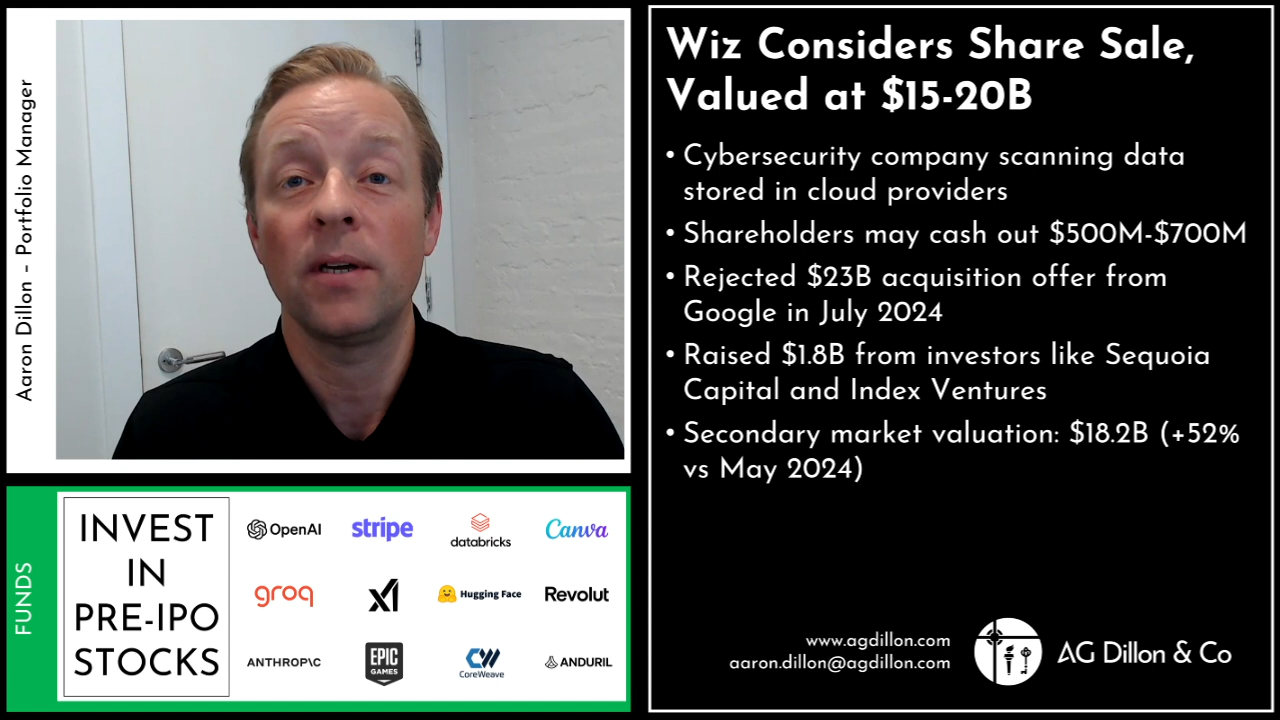 Aaron Dillon - Portfolio Manager
Wiz Considers Share Sale,
Valued at $15-20B
• Cybersecurity company scanning data
stored in cloud providers
• Shareholders may cash out $500M-$700M
• Rejected $23B acquisition offer from
Google in July 2024
• Raised $1.8B from investors like Sequoia
Capital and Index Ventures
• Secondary market valuation: $18.2B (+52%
vs May 2024)
FUNDS
INVEST
IN
PRE-IPO
STOCKS
OpenAI
stripe
databricks
Canva
groq
xI
Hugging Face
Revolut
ANTHROP\C
EPIC
GAMES
CoreWeave
ANDURIL
www.agdillon.com
aaron.dillon@agdillon.com
AG Dillon & Co